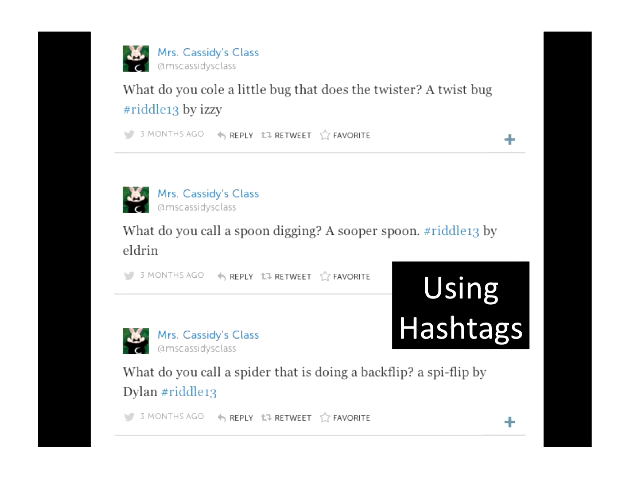 Mrs. Cassidy's Class
@mscassidysclass
What do you cole a little bug that does the twister? A twist bug
#riddle13 by izzy
3 MONTHS AGO REPLY RETWEET FAVORITE
+
Mrs. Cassidy's Class
@mscassidysclass
What do you call a spoon digging? A sooper spoon. #riddle13 by
eldrin
3 MONTHS AGO REPLY RETWEET FAVORITE
Using
Hashtags
Mrs. Cassidy's Class
@mscassidysclass
What do you call a spider that is doing a backflip? a spi-flip by
Dylan #riddle13
3 MONTHS AGO REPLY RETWEET FAVORITE
+